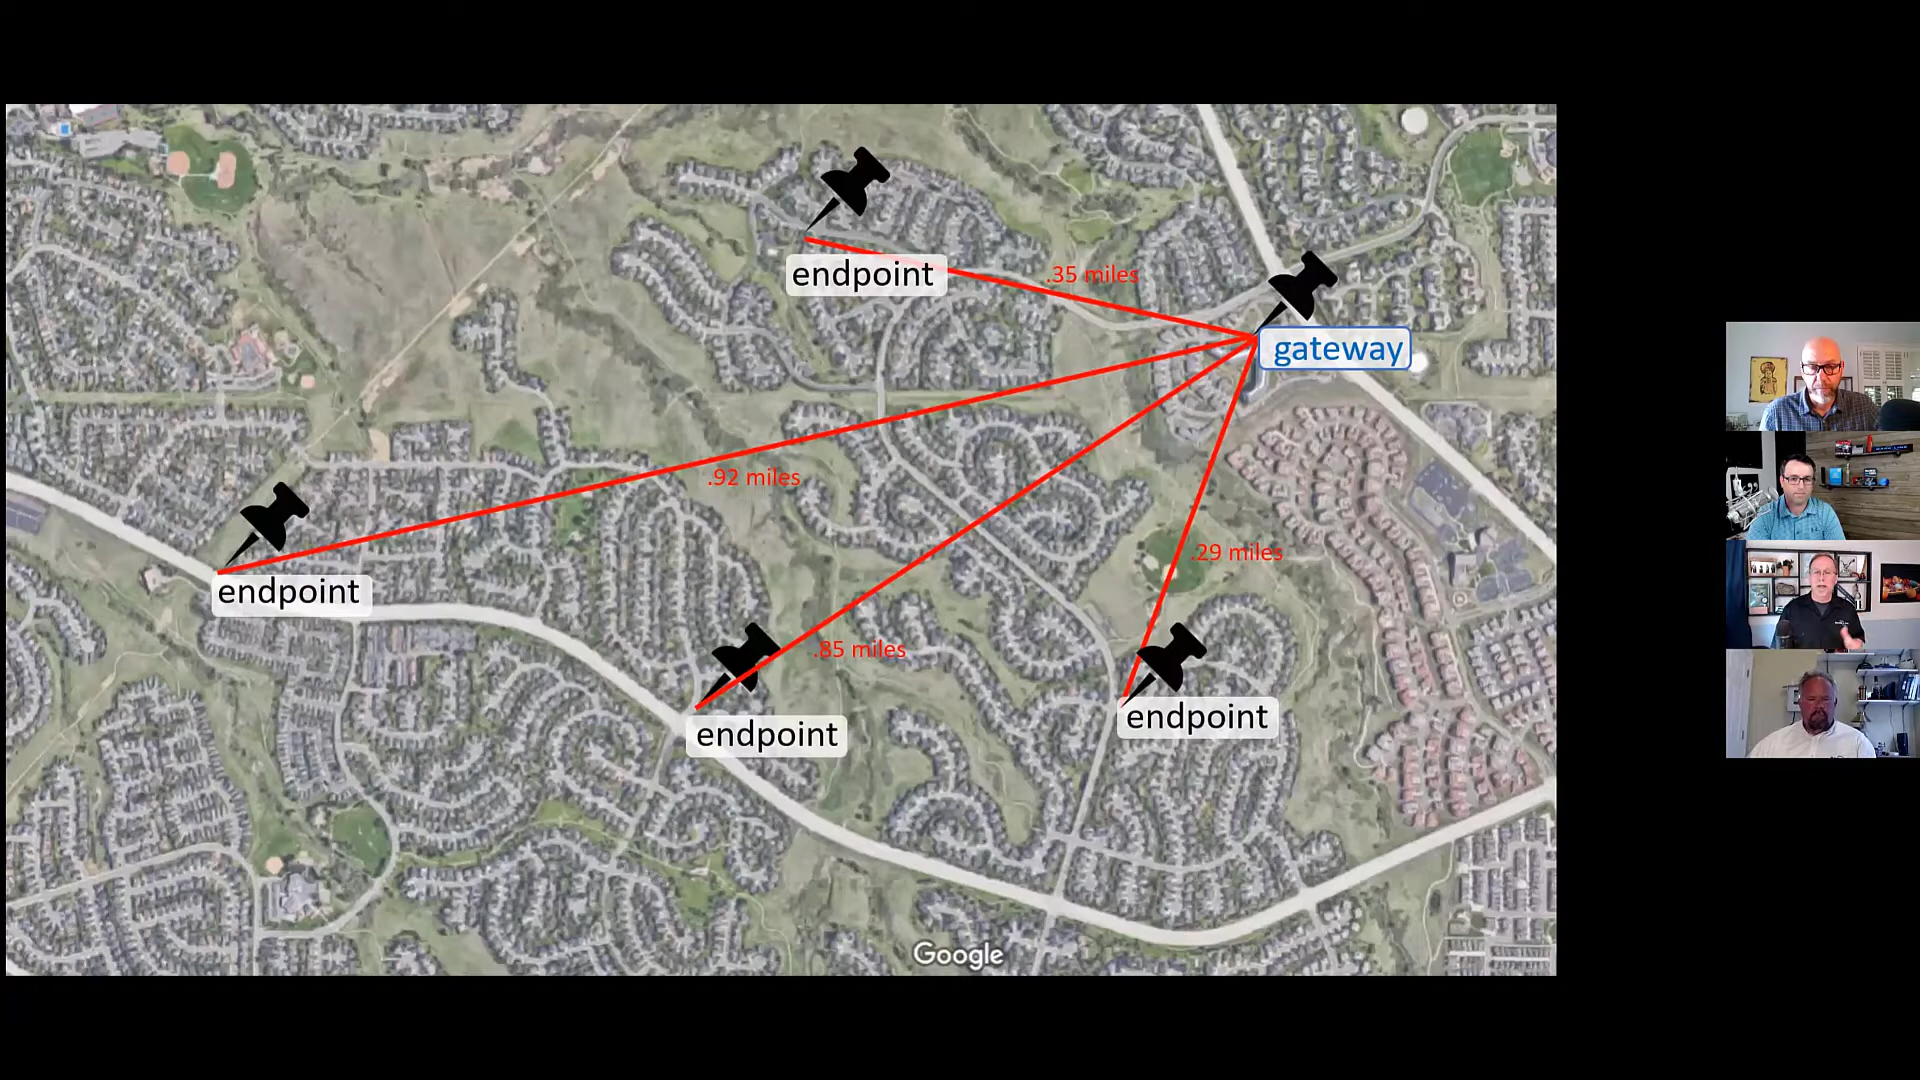 endpoint
.35 miles
gateway
.92 miles
.29 miles
endpoint
.85 miles
endpoint
endpoint
Google